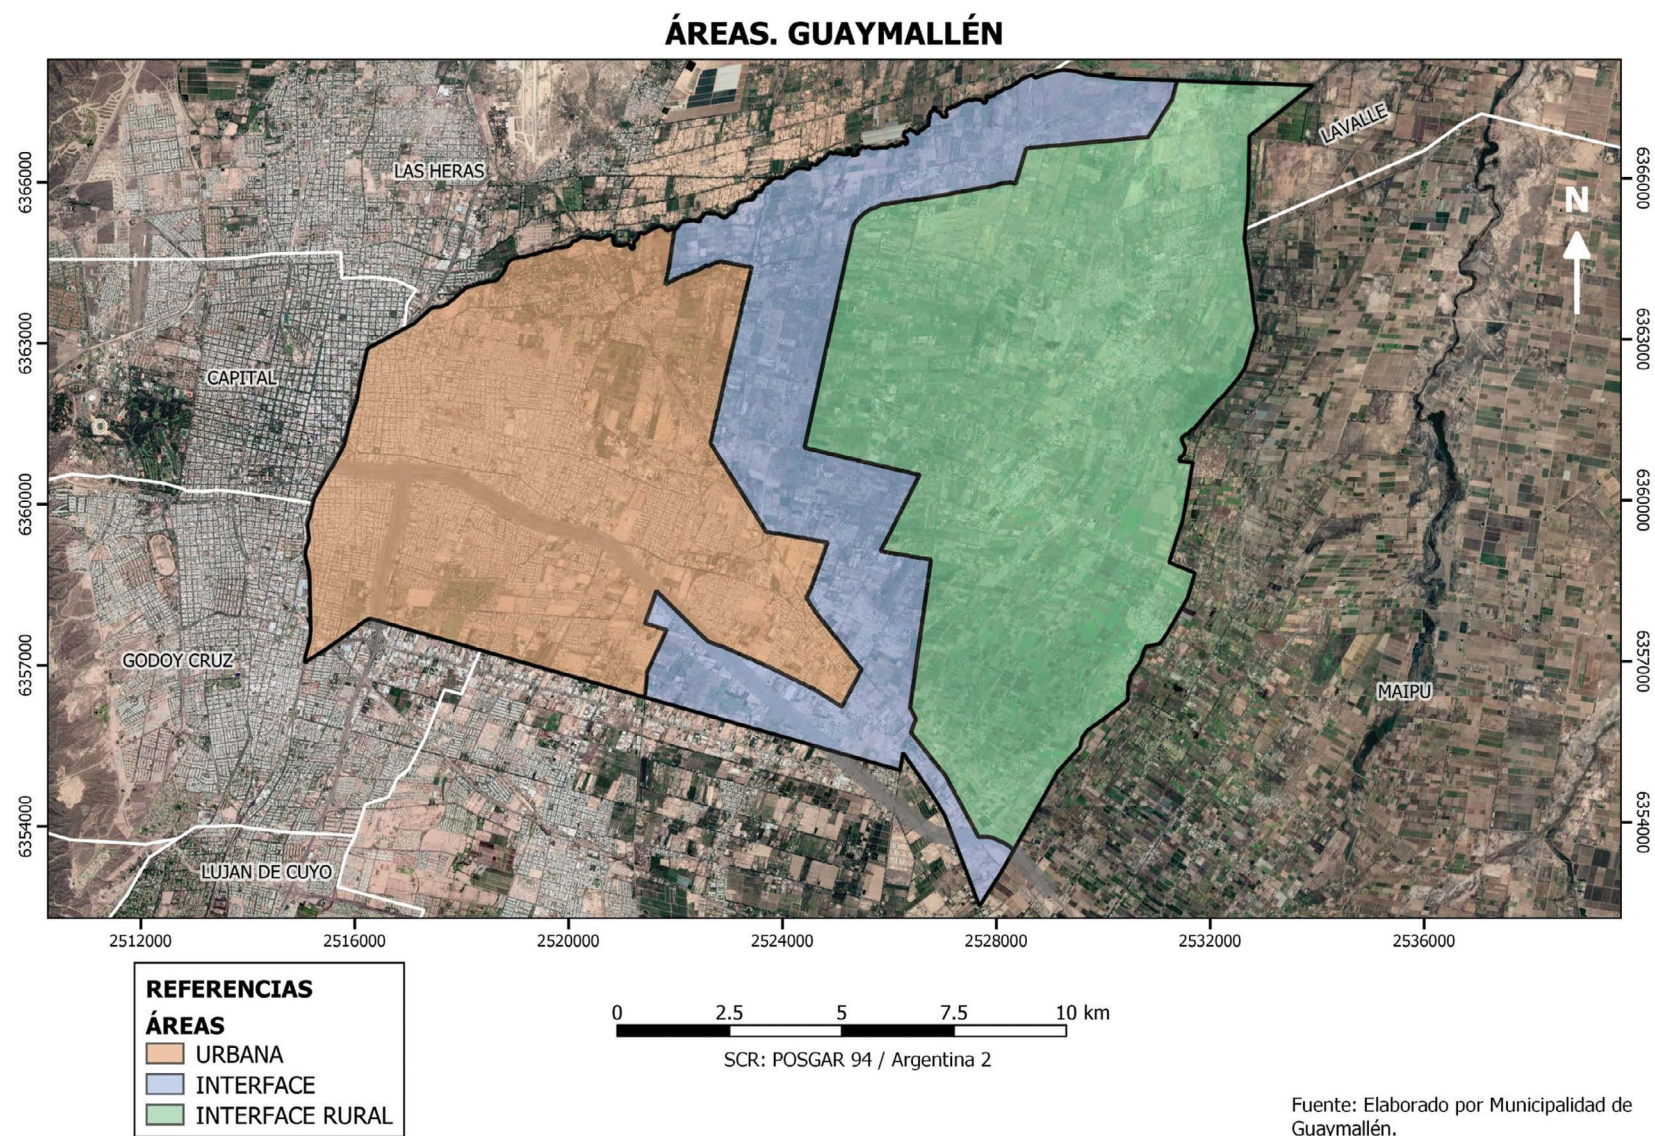 ÁREAS. GUAYMALLÉN
LAS HERAS
LAVALLE
N
CAPITAL
GODOY CRUZ
MAIPÚ
LUJAN DE CUYO
6366000
6363000
6360000
6357000
6354000
6366000
6363000
6360000
6357000
6354000
2512000
2516000
2520000
2524000
2528000
2532000
2536000
REFERENCIAS
ÁREAS
URBANA
INTERFACE
INTERFACE RURAL
0 2.5 5 7.5 10 km
SCR: POSGAR 94 / Argentina 2
Fuente: Elaborado por Municipalidad de
Guaymallén.